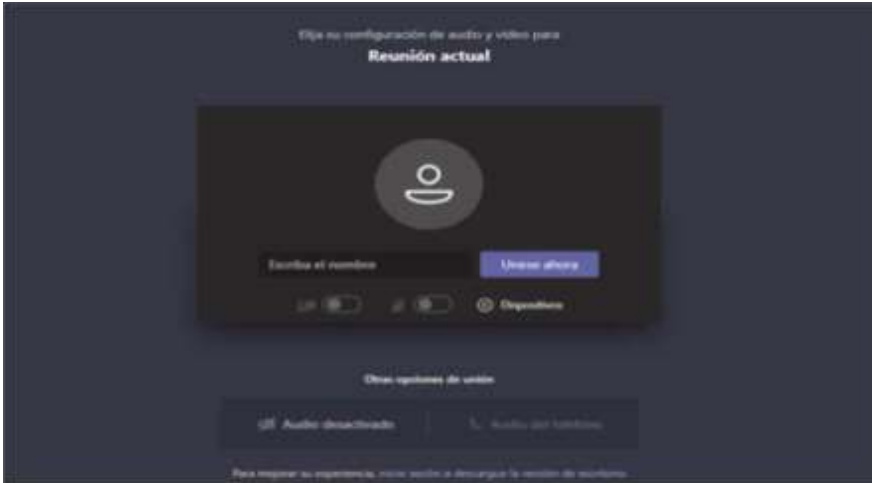 Elija su configuración de audio y vídeo para
Reunión actual
Escriba el nombre
Unirse ahora
Dispositivos
Otras opciones de unión
Audio desactivado
Audio del teléfono
Para mejorar su experiencia, inicie sesión o descargue la versión de escritorio